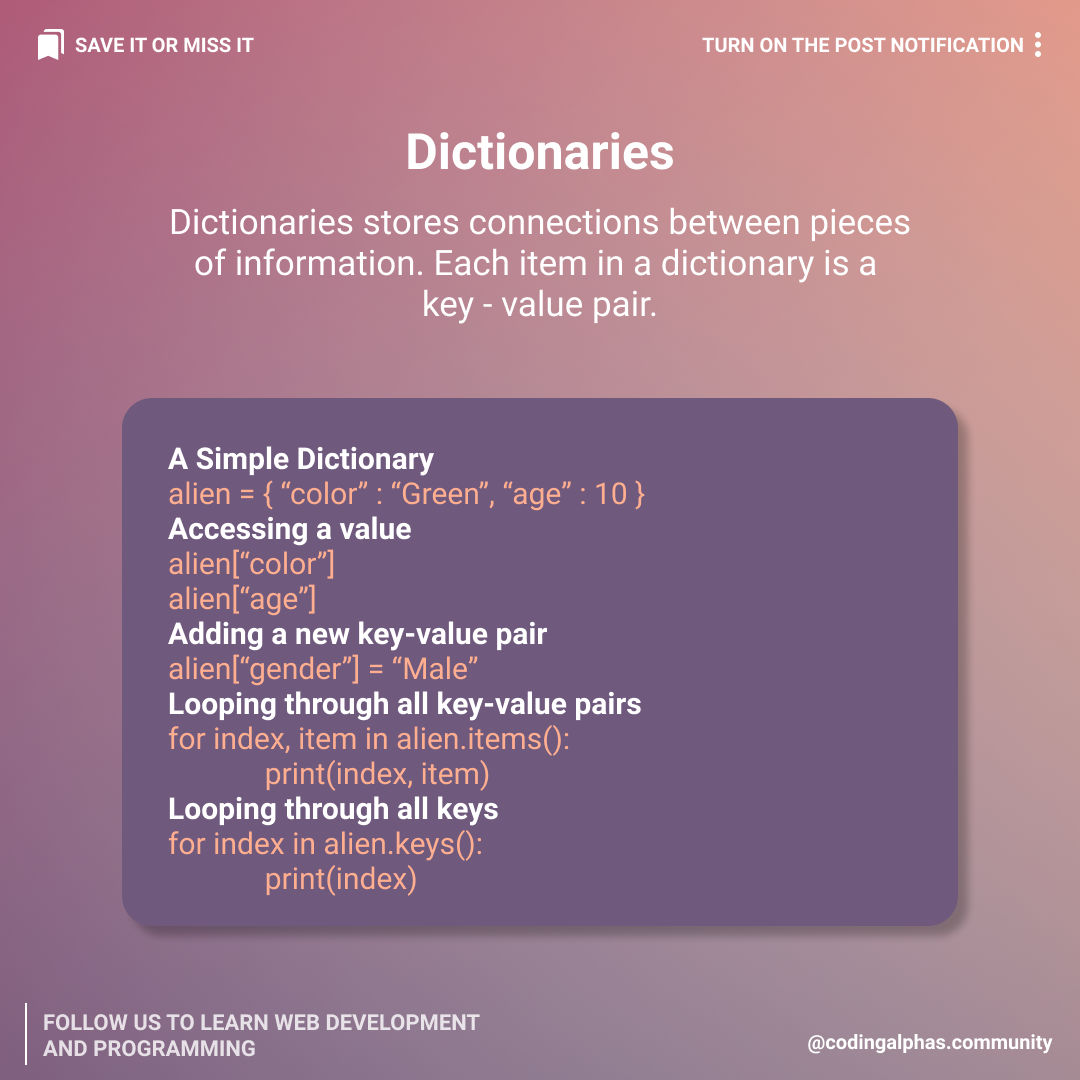 SAVE IT OR MISS IT
TURN ON THE POST NOTIFICATION
Dictionaries
Dictionaries stores connections between pieces
of information. Each item in a dictionary is a
key - value pair.
A Simple Dictionary
alien = { “color” : “Green”, “age” : 10 }
Accessing a value
alien[“color”]
alien[“age”]
Adding a new key-value pair
alien[“gender”] = “Male”
Looping through all key-value pairs
for index, item in alien.items():
print(index, item)
Looping through all keys
for index in alien.keys():
print(index)
FOLLOW US TO LEARN WEB DEVELOPMENT
AND PROGRAMMING
@codingalphas.community